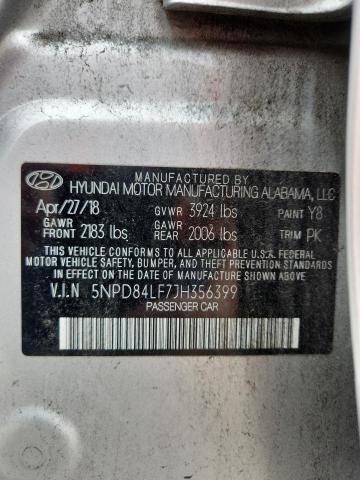 MANUFACTURED BY
HYUNDAI MOTOR MANUFACTURING ALABAMA, LLC
Apr/27/18 GVWR 3924 lbs PAINT Y8
GAWR FRONT 2183 lbs GAWR REAR 2006 lbs TRIM PK
THIS VEHICLE CONFORMS TO ALL APPLICABLE U.S. FEDERAL
MOTOR VEHICLE SAFETY, BUMPER, AND THEFT PREVENTION
STANDARDS IN EFFECT ON THE DATE OF MANUFACTURE SHOWN ABOVE.
V.I.N 5NPD84LF7JH356399
PASSENGER CAR